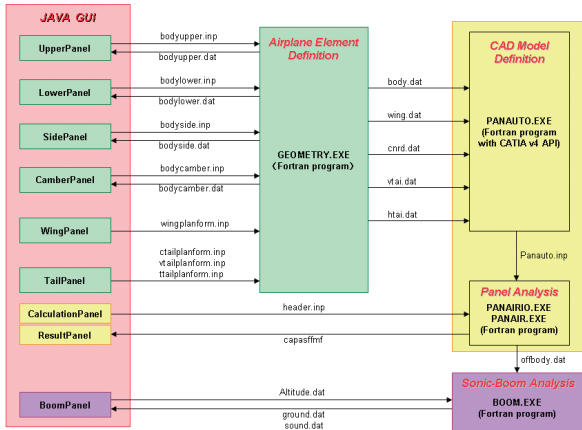 JAVA GUI
UpperPanel
LowerPanel
SidePanel
CamberPanel
WingPanel
TailPanel
CalculationPanel
ResultPanel
BoomPanel
bodyupper.inp
bodyupper.dat
bodylower.inp
bodylower.dat
bodyside.inp
bodyside.dat
bodycamber.inp
bodycamber.dat
wingplanform.inp
ctailplanform.inp
vtailplanform.inp
ttailplanform.inp
header.inp
capasffmf
Altitude.dat
ground.dat
sound.dat
Airplane Element
Definition
GEOMETRY.EXE
(Fortran program)
body.dat
wing.dat
cnrd.dat
vtai.dat
htai.dat
CAD Model
Definition
PANAUTO.EXE
(Fortran program
with CATIA v4 API)
Panauto.inp
Panel Analysis
PANAIRIO.EXE
PANAIR.EXE
(Fortran program)
offbody.dat
Sonic-Boom Analysis
BOOM.EXE
(Fortran program)